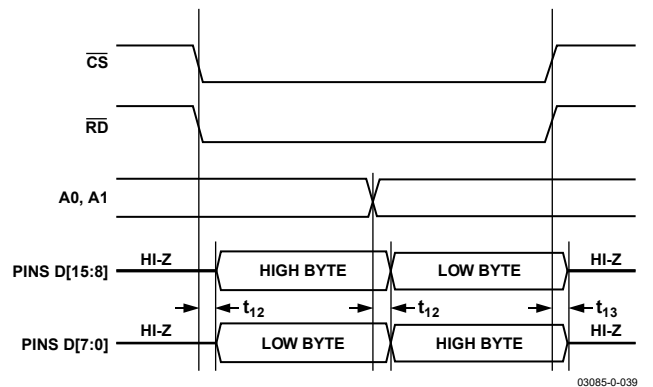 CS
RD
A0, A1
PINS D[15:8] HI-Z HIGH BYTE LOW BYTE HI-Z
t12 t12 t13
PINS D[7:0] HI-Z LOW BYTE HIGH BYTE HI-Z
03085-0-039